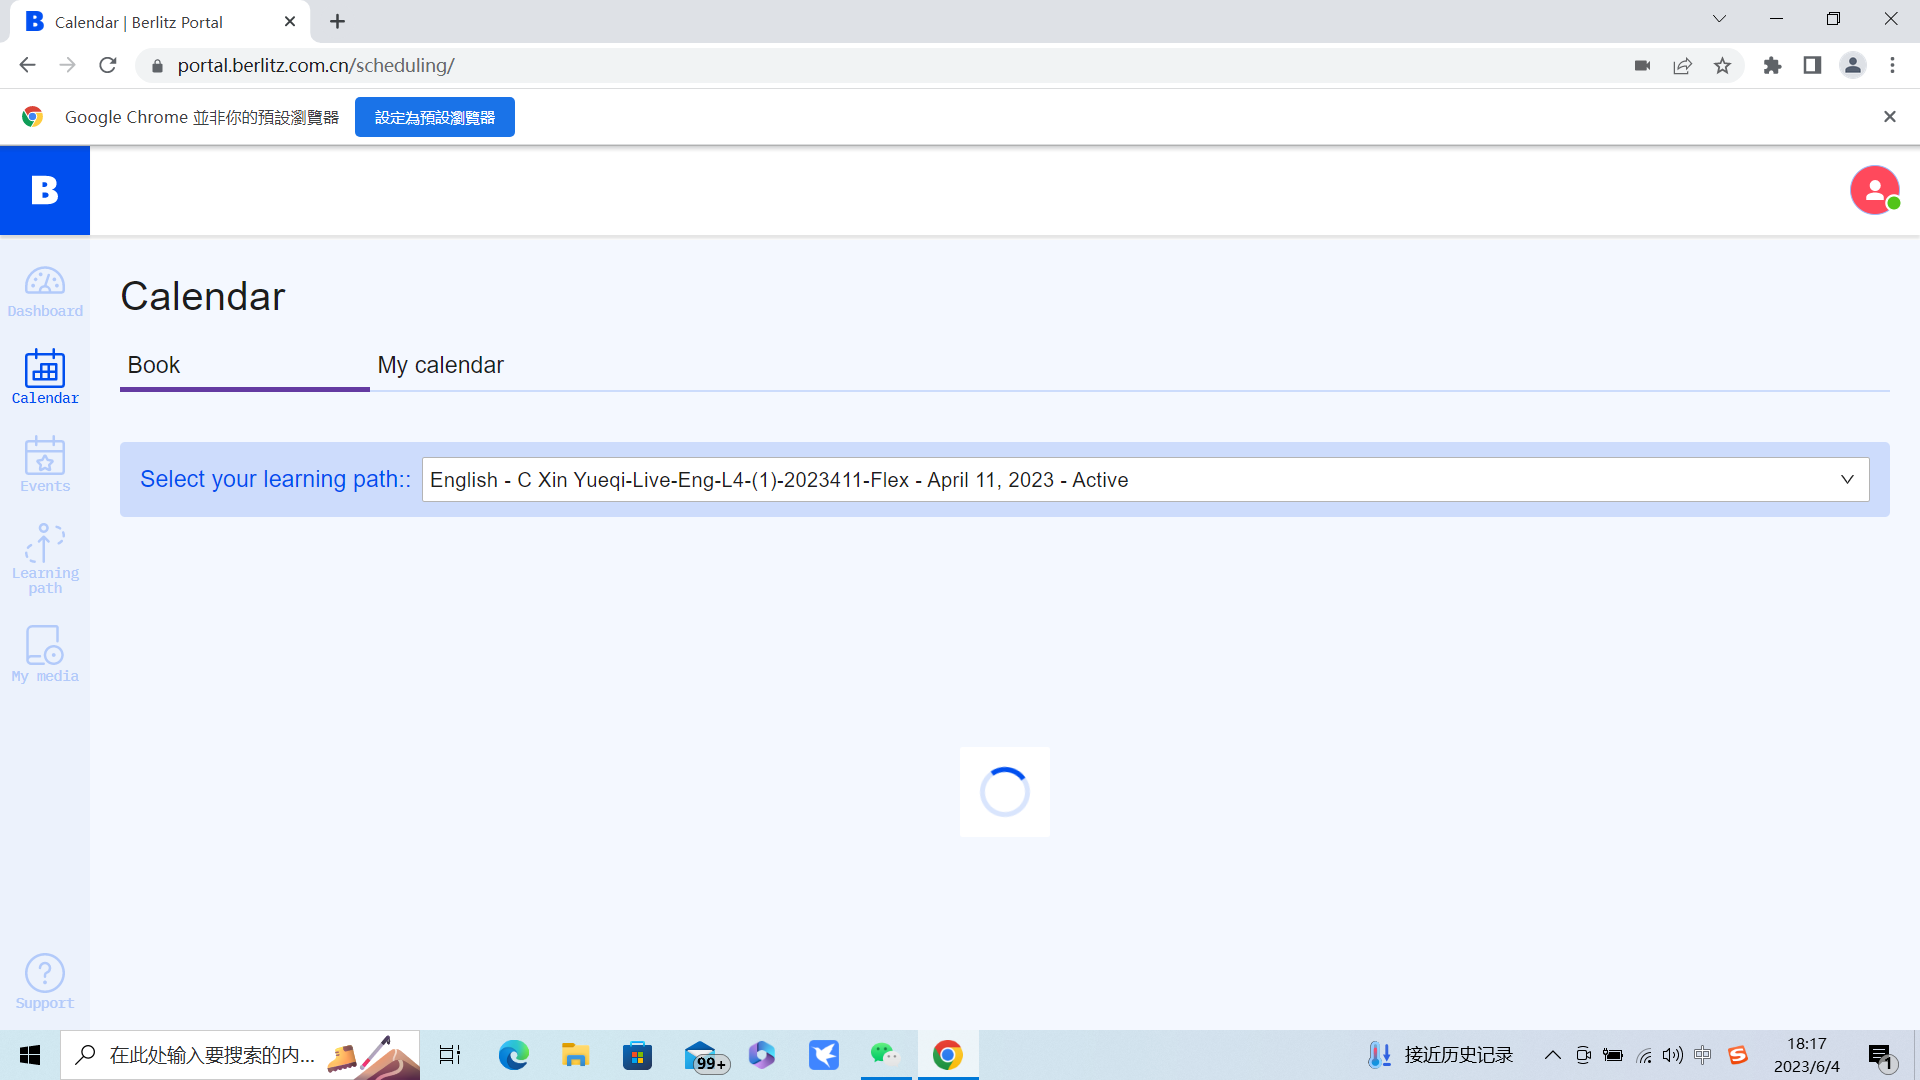 Calendar | Berlitz Portal
portal.berlitz.com.cn/scheduling/
Google Chrome 並非你的預設瀏覽器
設定為預設瀏覽器
B
Dashboard
Calendar
Events
Learning
path
My media
Support
Calendar
Book
My calendar
Select your learning path::
English - C Xin Yueqi-Live-Eng-L4-(1)-2023411-Flex - April 11, 2023 - Active
在此处输入要搜索的内...
99+
接近历史记录
中
18:17
2023/6/4
1